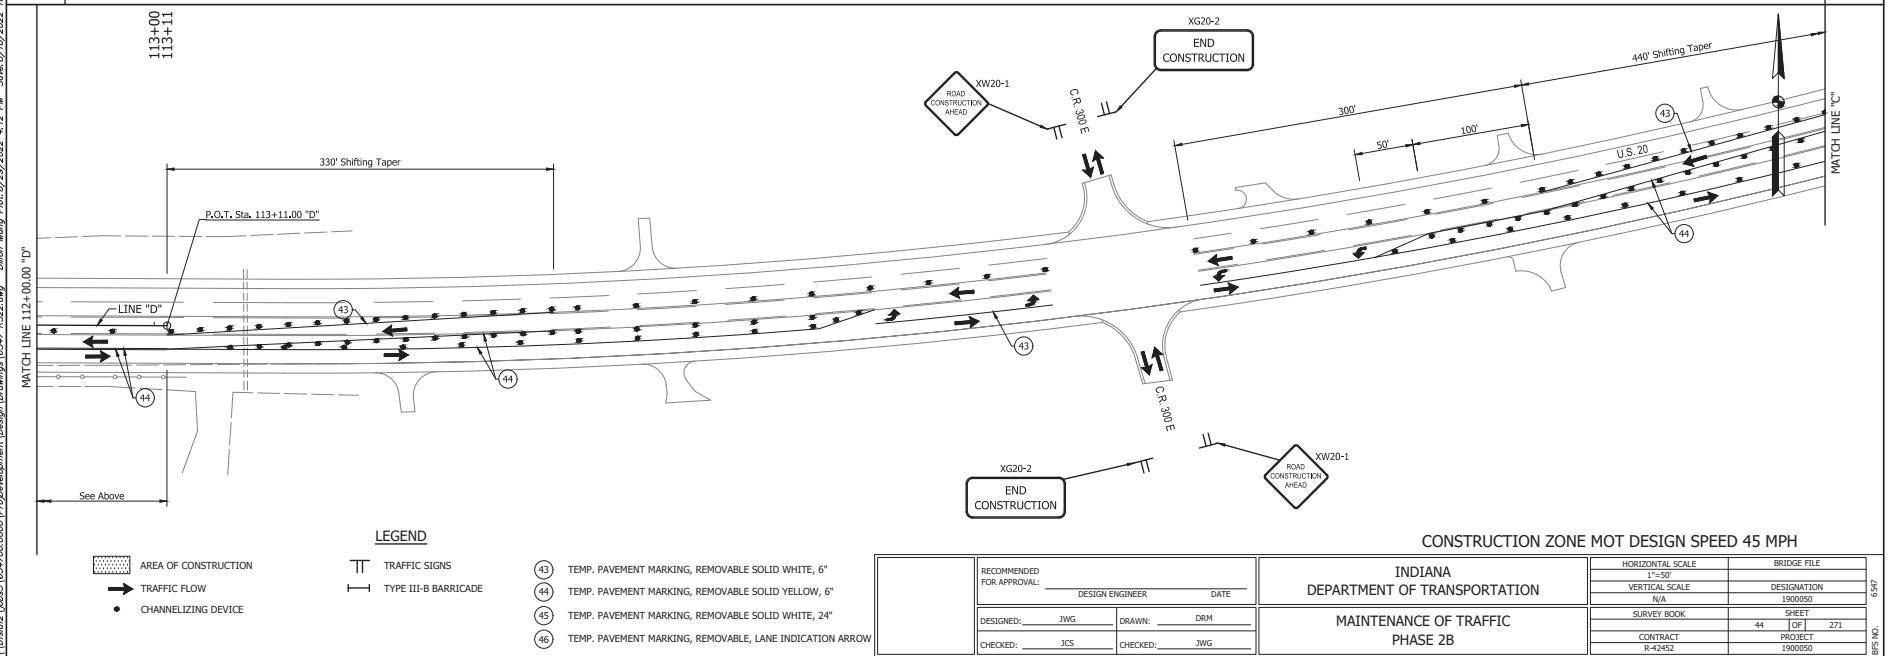 113+00
113+11
XG20-2
END
CONSTRUCTION
XW20-1
ROAD
CONSTRUCTION
AHEAD
C.R. 300 E
440' Shifting Taper
300'
100'
50'
43
U.S. 20
MATCH LINE "C"
44
330' Shifting Taper
P.O.T. Sta. 113+11.00 "D"
MATCH LINE 112+00.00 "D"
LINE "D"
43
44
44
43
See Above
C.R. 300 E
XG20-2
END
CONSTRUCTION
XW20-1
ROAD
CONSTRUCTION
AHEAD
LEGEND
AREA OF CONSTRUCTION
TRAFFIC FLOW
CHANNELIZING DEVICE
TRAFFIC SIGNS
TYPE III-B BARRICADE
43 TEMP. PAVEMENT MARKING, REMOVABLE SOLID WHITE, 6"
44 TEMP. PAVEMENT MARKING, REMOVABLE SOLID YELLOW, 6"
45 TEMP. PAVEMENT MARKING, REMOVABLE SOLID WHITE, 24"
46 TEMP. PAVEMENT MARKING, REMOVABLE, LANE INDICATION ARROW
CONSTRUCTION ZONE MOT DESIGN SPEED 45 MPH
RECOMMENDED
FOR APPROVAL:
DESIGN ENGINEER DATE
DESIGNED: JWG DRAWN: DRM
CHECKED: JCS CHECKED: JWG
INDIANA
DEPARTMENT OF TRANSPORTATION
MAINTENANCE OF TRAFFIC
PHASE 2B
HORIZONTAL SCALE BRIDGE FILE
1"=50'
VERTICAL SCALE DESIGNATION
N/A 1900050
SURVEY BOOK SHEET
44 OF 271
CONTRACT PROJECT
R-42452 1900050
BFS NO. 6547